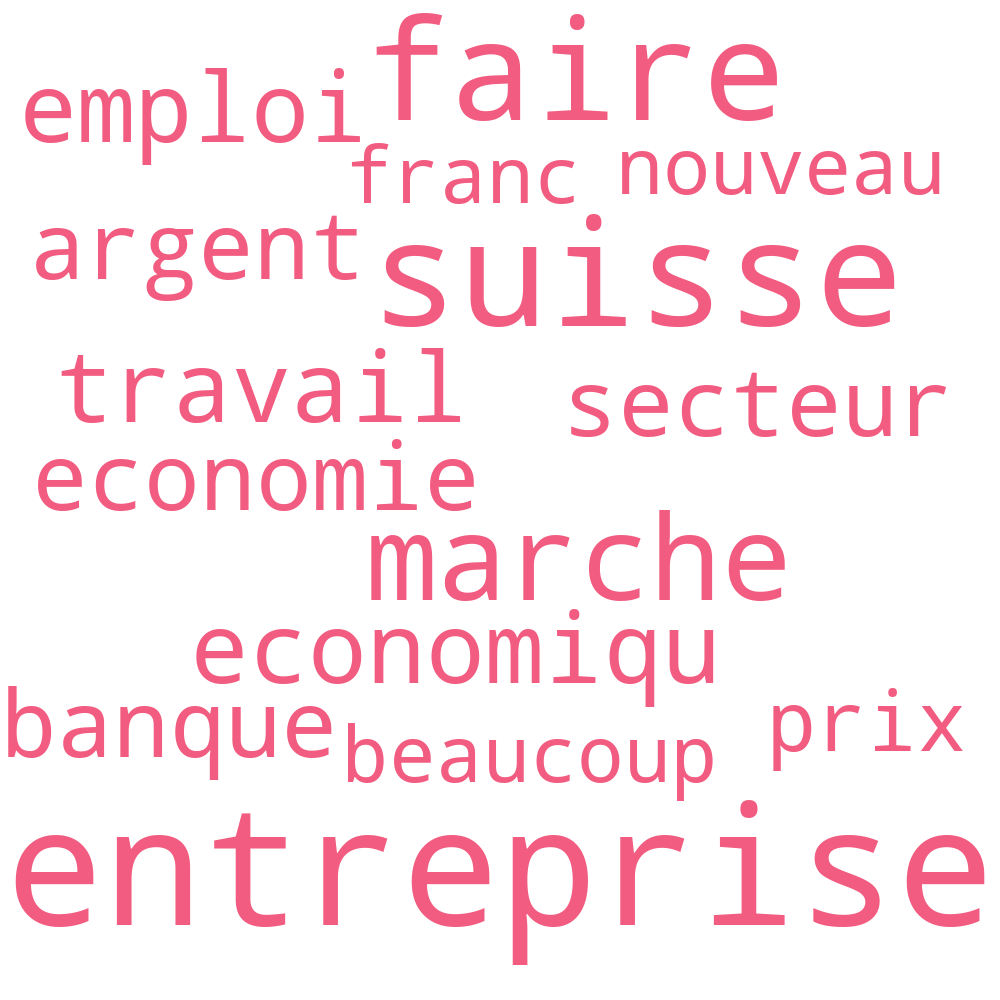 faire
emploi
franc nouveau
argent suisse
travail secteur
economie
marche
economiqu
banque beaucoup prix
entreprise